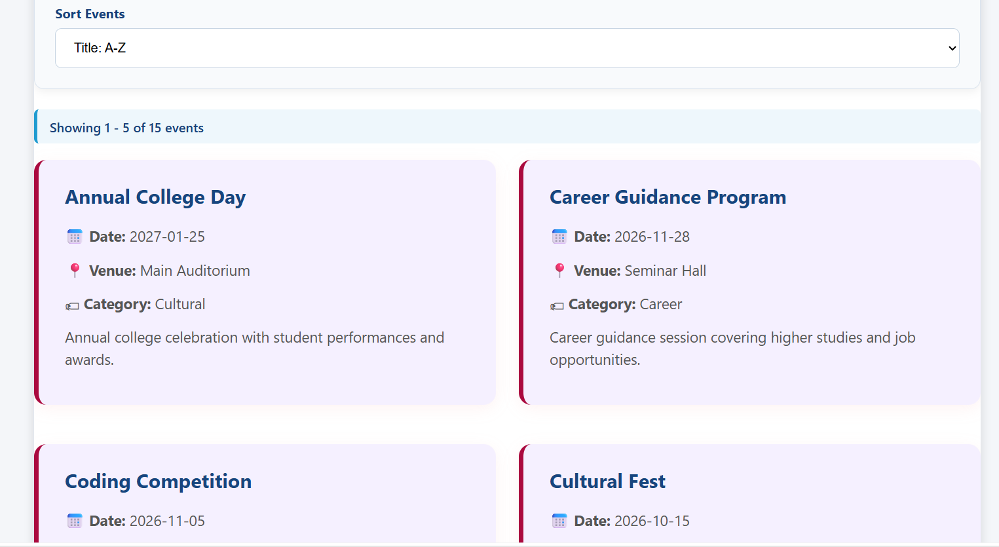 Sort Events
Title: A-Z
Showing 1 - 5 of 15 events
Annual College Day
Date: 2027-01-25
Venue: Main Auditorium
Category: Cultural
Annual college celebration with student performances and
awards.
Career Guidance Program
Date: 2026-11-28
Venue: Seminar Hall
Category: Career
Career guidance session covering higher studies and job
opportunities.
Coding Competition
Date: 2026-11-05
Cultural Fest
Date: 2026-10-15